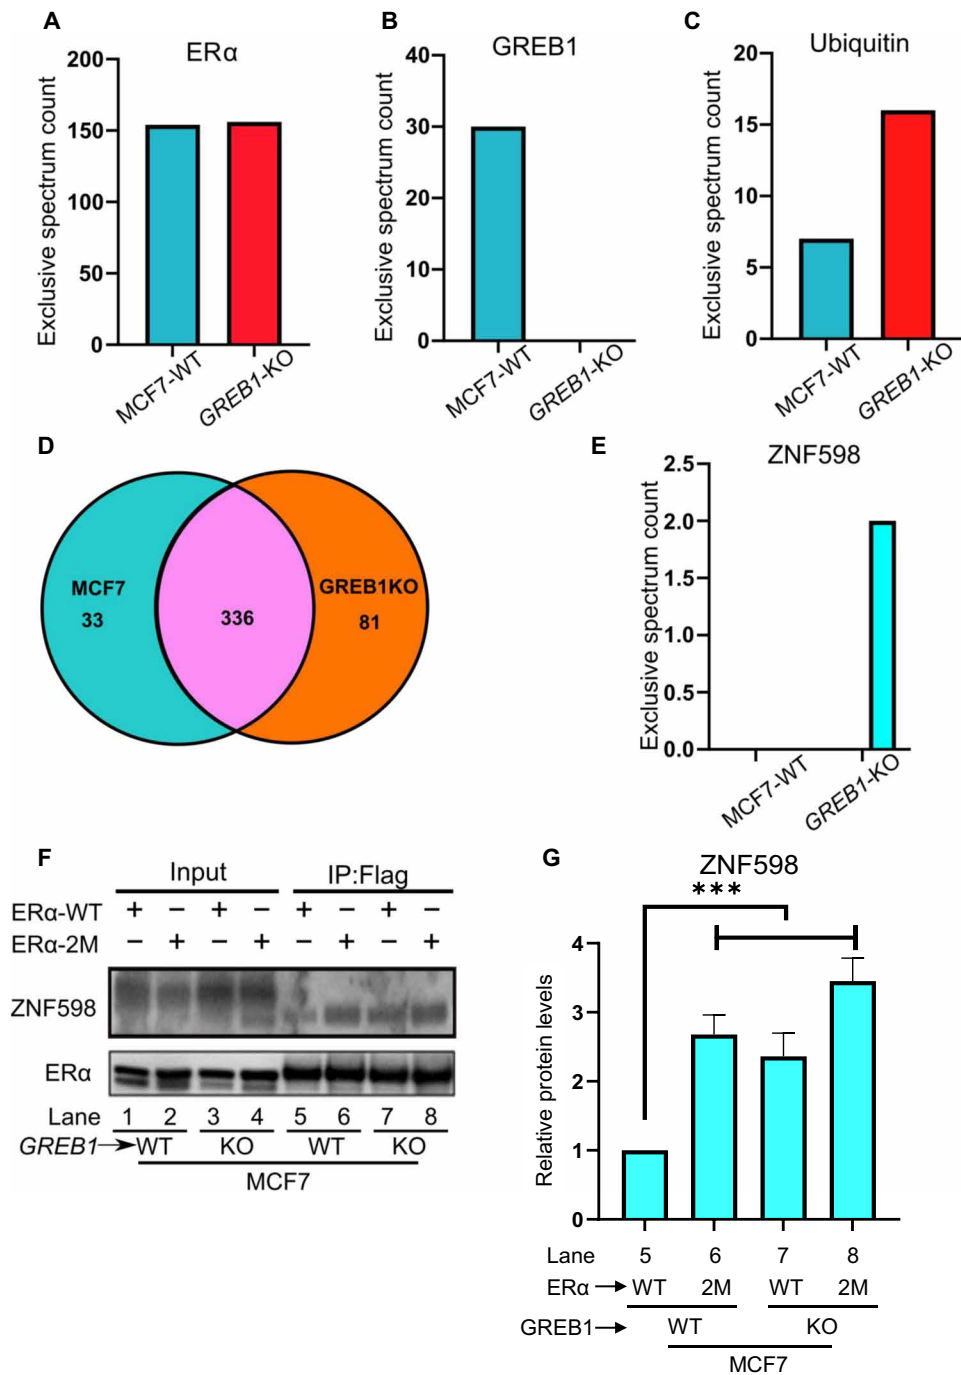 A
ERα
Exclusive spectrum count
200
150
100
50
0
MCF7-WT
GREB1-KO
B
GREB1
Exclusive spectrum count
40
30
20
10
0
MCF7-WT
GREB1-KO
C
Ubiquitin
Exclusive spectrum count
20
15
10
5
0
MCF7-WT
GREB1-KO
D
MCF7
33
336
GREB1KO
81
E
ZNF598
Exclusive spectrum count
2.5
2.0
1.5
1.0
0.5
0.0
MCF7-WT
GREB1-KO
F
Input IP:Flag
ERα-WT + − + − + − + −
ERα-2M − + − + − + − +
ZNF598
ERα
Lane 1 2 3 4 5 6 7 8
GREB1 WT KO WT KO
MCF7
G
ZNF598
***
Relative protein levels
4
3
2
1
0
Lane 5 6 7 8
ERα WT 2M WT 2M
GREB1 WT KO
MCF7